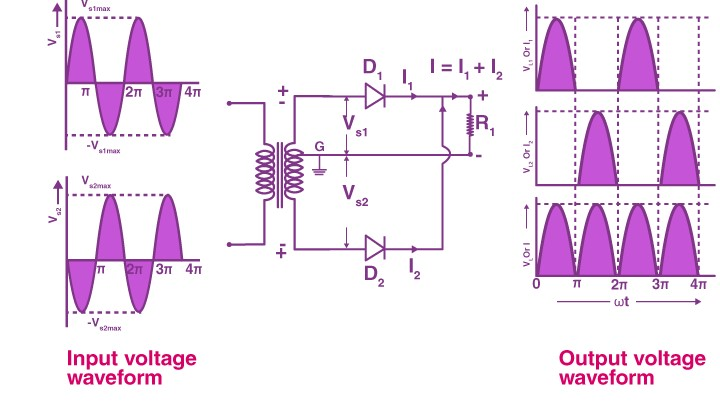 Vs1max
Vs1
π 2π 3π 4π
-Vs1max
Vs2max
Vs2
π 2π 3π 4π
-Vs2max
Input voltage
waveform
+
-
-
+
D1
I1
I = I1 + I2
+
Vs1
R1
G
-
Vs2
D2
I2
VL1 Or I1
VL2 Or I2
VL Or I
0 π 2π 3π 4π
ωt
Output voltage
waveform